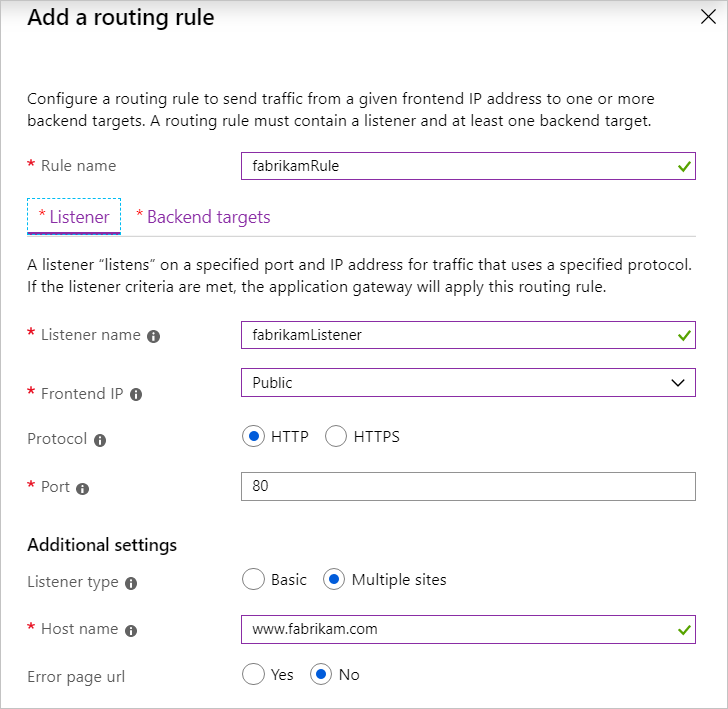 Add a routing rule
Configure a routing rule to send traffic from a given frontend IP address to one or more
backend targets. A routing rule must contain a listener and at least one backend target.
* Rule name fabrikamRule
* Listener * Backend targets
A listener “listens” on a specified port and IP address for traffic that uses a specified protocol.
If the listener criteria are met, the application gateway will apply this routing rule.
* Listener name fabrikamListener
* Frontend IP Public
Protocol HTTP HTTPS
* Port 80
Additional settings
Listener type Basic Multiple sites
* Host name www.fabrikam.com
Error page url Yes No